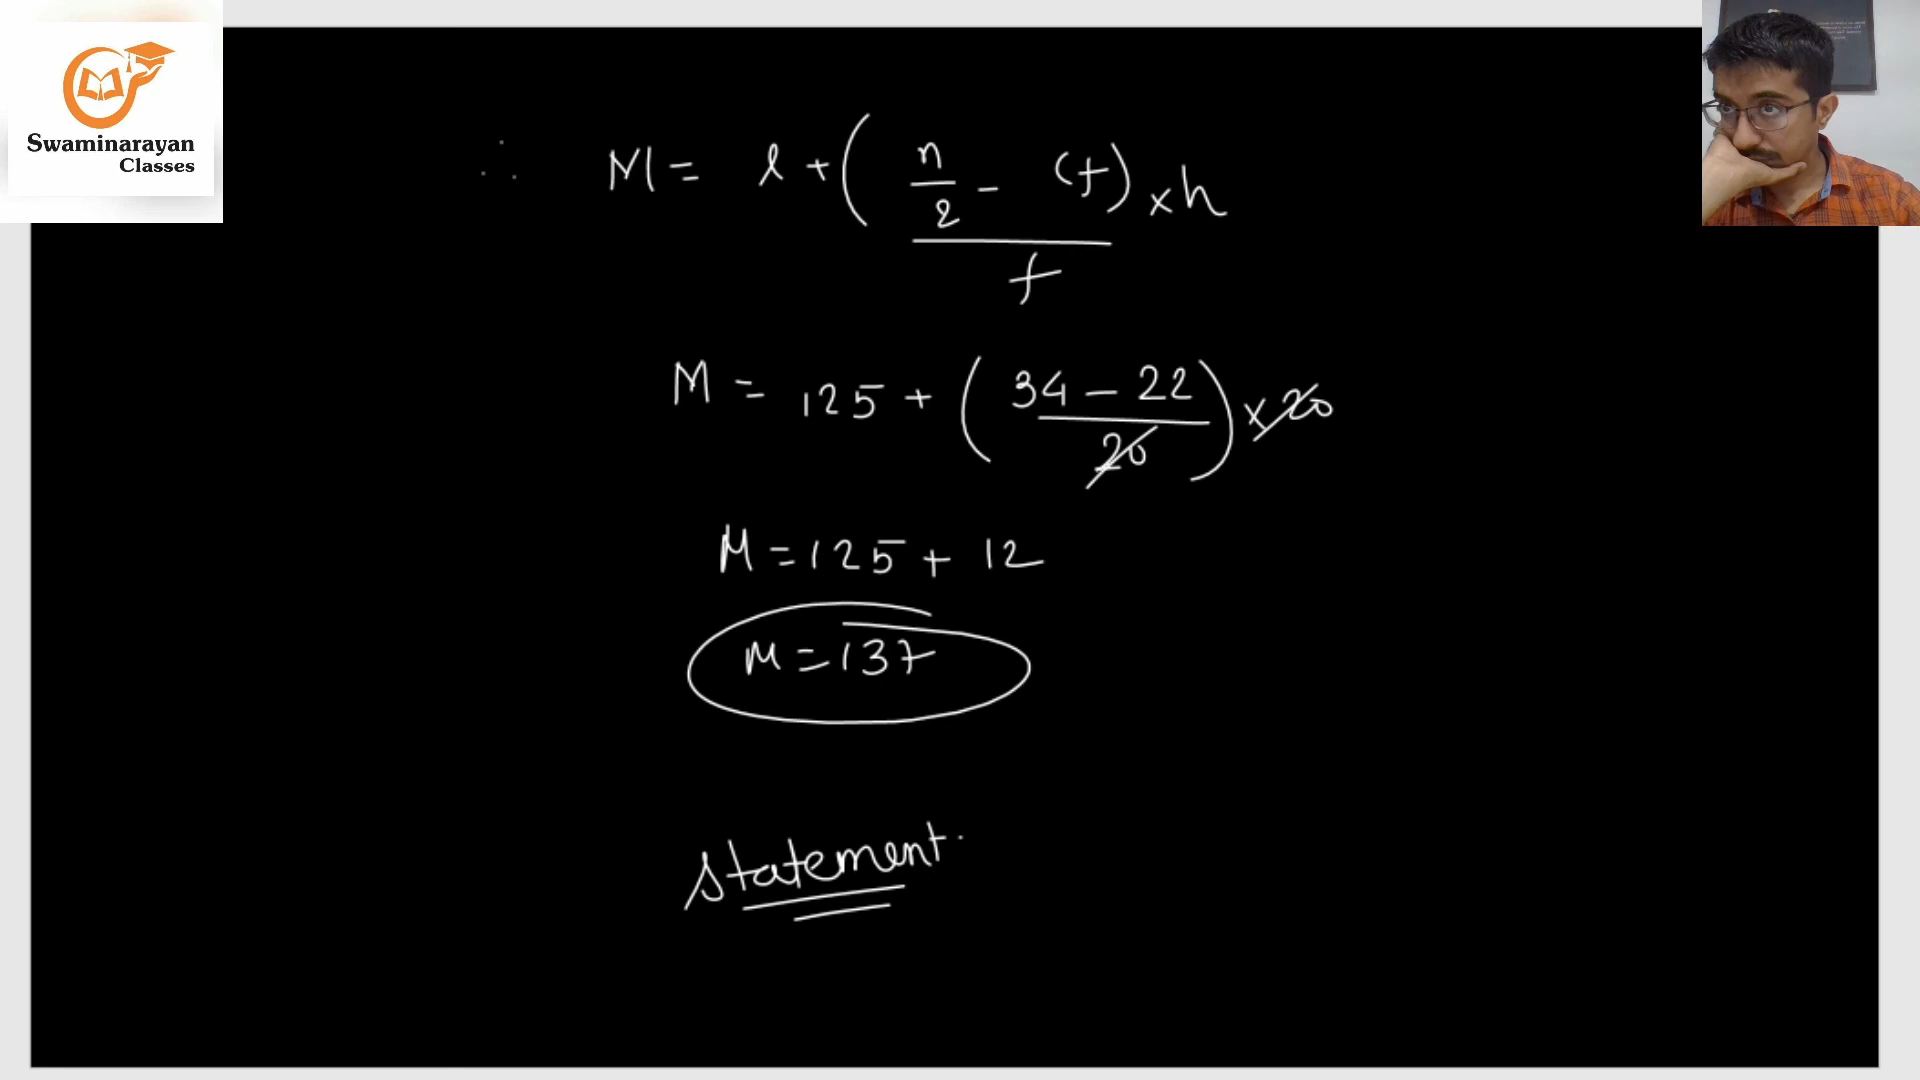 Swaminarayan
Classes
∴ M = l + ( n/2 - cf ) / f × h
M = 125 + ( 34 - 22 / 20 ) × 20
M = 125 + 12
M = 137
Statement.